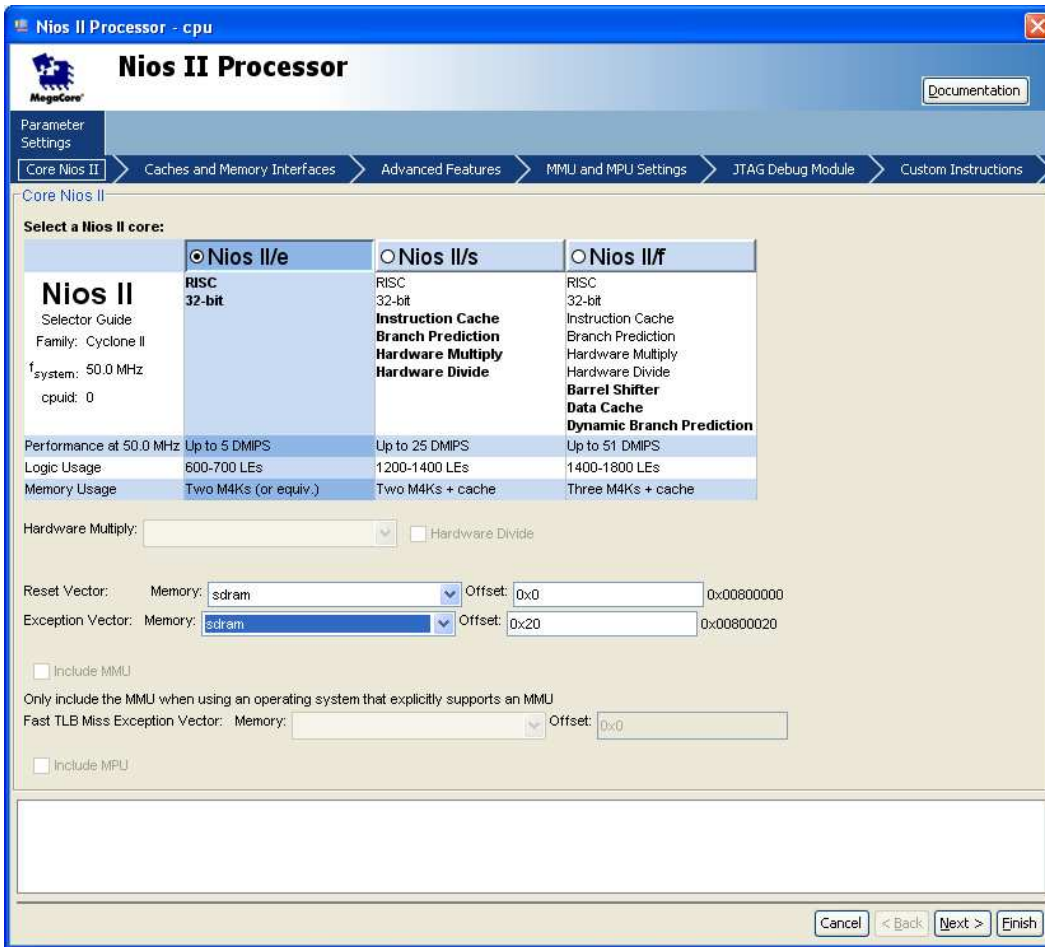 Nios II Processor - cpu
Nios II Processor
MegaCore®
Documentation
Parameter
Settings
Core Nios II
Caches and Memory Interfaces
Advanced Features
MMU and MPU Settings
JTAG Debug Module
Custom Instructions
Core Nios II
Select a Nios II core:
Nios II/e Nios II/s Nios II/f
Nios II
Selector Guide
Family: Cyclone II
fsystem: 50.0 MHz
cpuid: 0
RISC
32-bit
RISC
32-bit
Instruction Cache
Branch Prediction
Hardware Multiply
Hardware Divide
RISC
32-bit
Instruction Cache
Branch Prediction
Hardware Multiply
Hardware Divide
Barrel Shifter
Data Cache
Dynamic Branch Prediction
Performance at 50.0 MHz Up to 5 DMIPS Up to 25 DMIPS Up to 51 DMIPS
Logic Usage 600-700 LEs 1200-1400 LEs 1400-1800 LEs
Memory Usage Two M4Ks (or equiv.) Two M4Ks + cache Three M4Ks + cache
Hardware Multiply: Hardware Divide
Reset Vector: Memory: sdram Offset: 0x0 0x00800000
Exception Vector: Memory: sdram Offset: 0x20 0x00800020
Include MMU
Only include the MMU when using an operating system that explicitly supports an MMU
Fast TLB Miss Exception Vector: Memory: Offset: 0x0
Include MPU
Cancel < Back Next > Finish